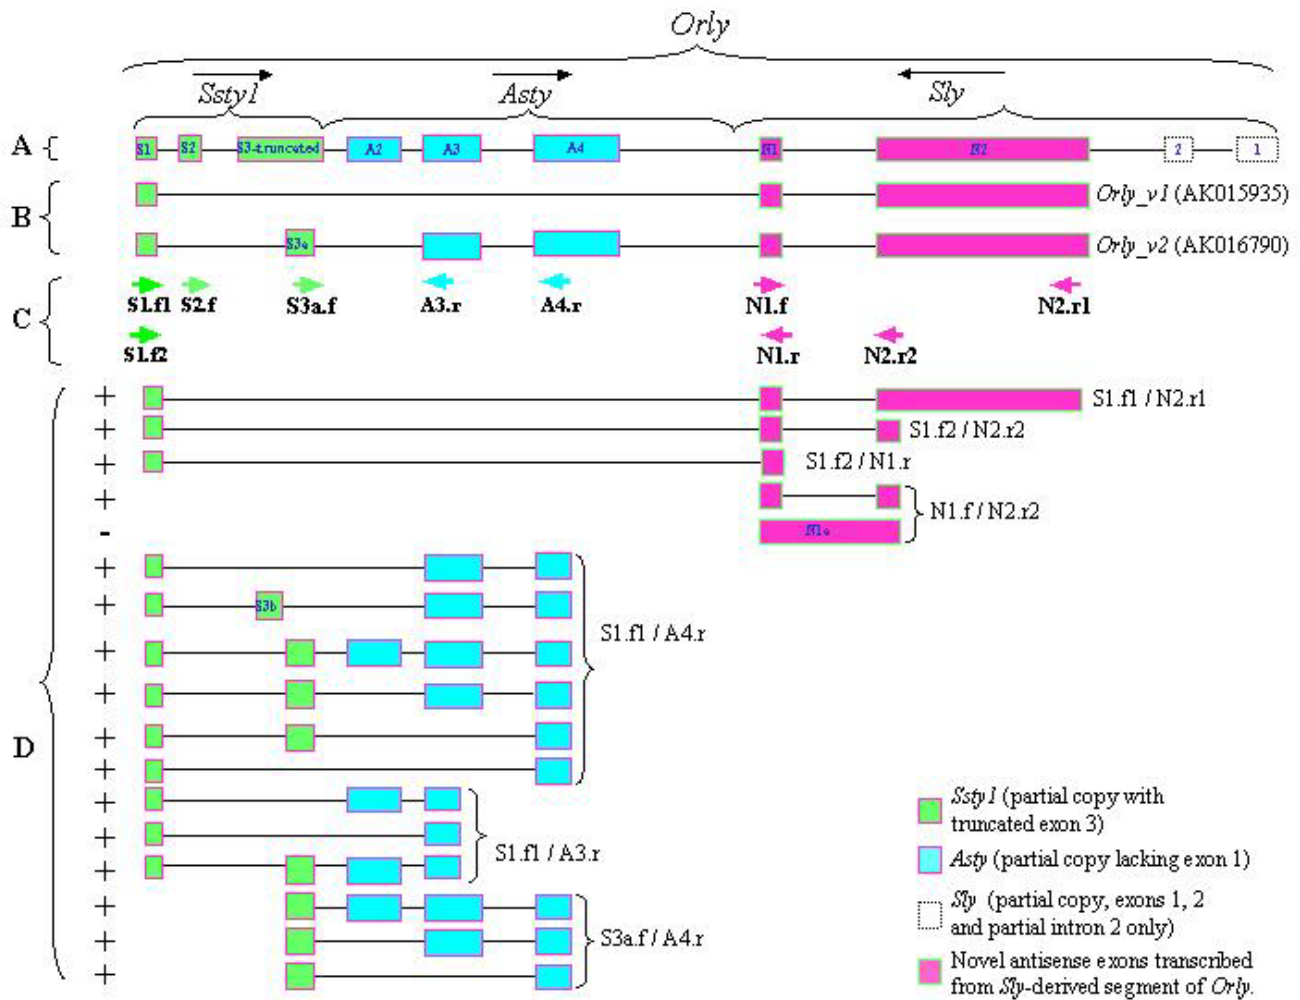 Orly
Ssty1 Asty Sly
A S1 S2 S3-truncated A2 A3 A4 N1 N2 2 1
B Orly_v1 (AK015935)
S3a Orly_v2 (AK016790)
C S1.f1 S2.f S3a.f A3.r A4.r N1.f N2.r1
S1.f2 N1.r N2.r2
+ S1.f1 / N2.r1
+ S1.f2 / N2.r2
+ S1.f2 / N1.r
+ N1.f / N2.r2
- N1a
+
+ S3b
S1.f1 / A4.r
+
+
D +
+
+
+ S1.f1 / A3.r
+
+
+ S3a.f / A4.r
+
Ssty1 (partial copy with
truncated exon 3)
Asty (partial copy lacking exon 1)
Sly (partial copy, exons 1, 2
and partial intron 2 only)
Novel antisense exons transcribed
from Sly-derived segment of Orly.